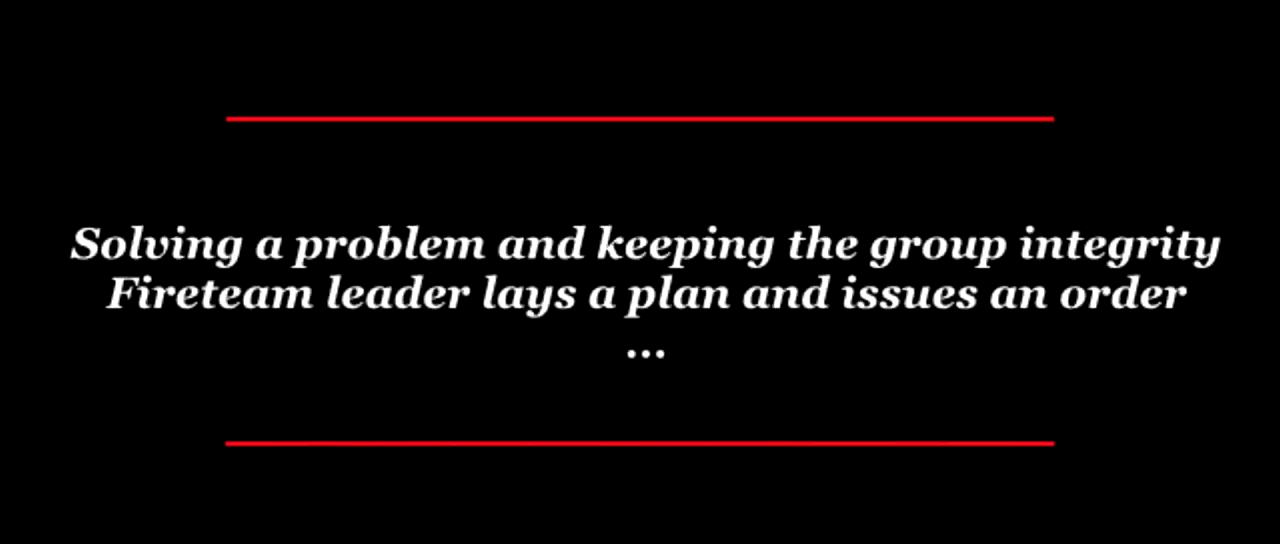 Solving a problem and keeping the group integrity
Fireteam leader lays a plan and issues an order
...